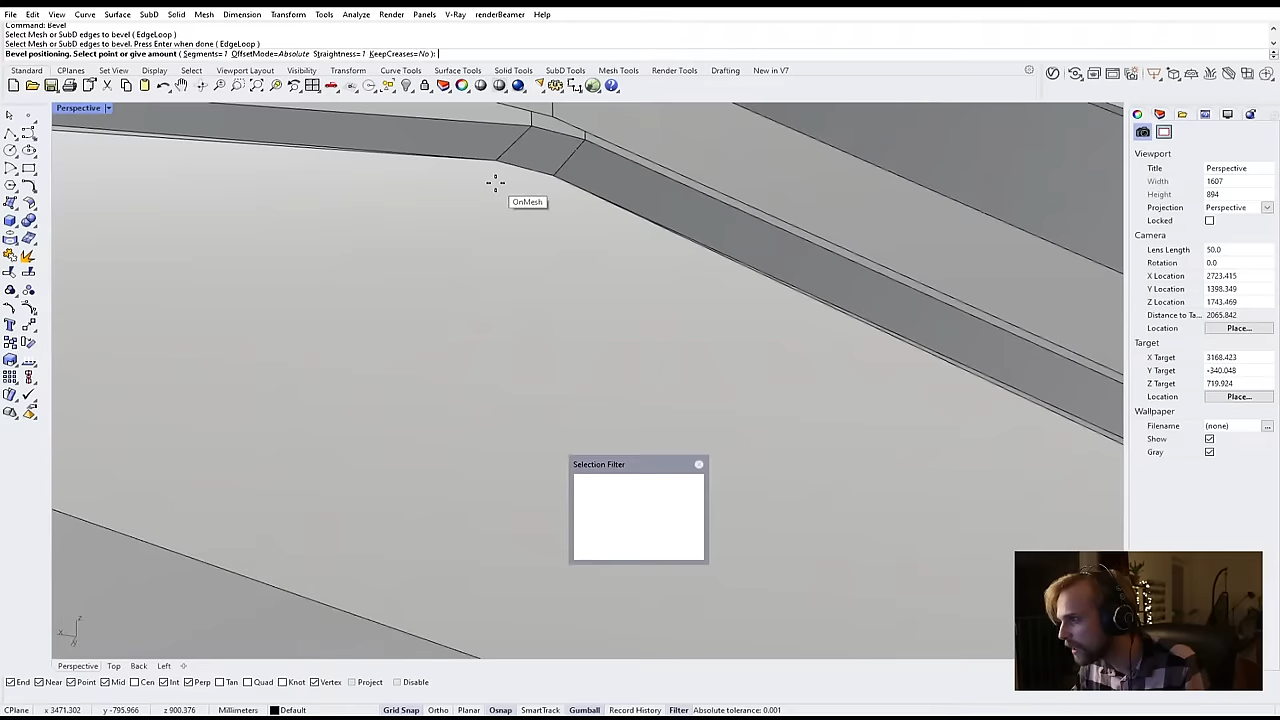 File Edit View Curve Surface SubD Solid Mesh Dimension Transform Tools Analyze Render Panels V-Ray renderBeamer Help
Command: Bevel
Select Mesh or SubD edges to bevel ( EdgeLoop )
Select Mesh or SubD edges to bevel. Press Enter when done ( EdgeLoop )
Bevel positioning. Select point or give amount ( Segments=1 OffsetMode=Absolute Straightness=1 KeepCreases=No ):
Standard CPlanes Set View Display Select Viewport Layout Visibility Transform Curve Tools Surface Tools Solid Tools SubD Tools Mesh Tools Render Tools Drafting New in V7
Perspective
OnMesh
Selection Filter
Viewport
Title Perspective
Width 1607
Height 894
Projection Perspective
Locked
Camera
Lens Length 50.0
Rotation 0.0
X Location 2723.415
Y Location 1398.349
Z Location 1743.469
Distance to Ta... 2065.842
Location Place...
Target
X Target 3168.423
Y Target -340.048
Z Target 719.924
Location Place...
Wallpaper
Filename (none) ...
Show
Gray
z
x
y
Perspective Top Back Left
End Near Point Mid Cen Int Perp Tan Quad Knot Vertex Project Disable
CPlane x 3471.302 y -795.966 z 900.376 Millimeters Default Grid Snap Ortho Planar Osnap SmartTrack Gumball Record History Filter Absolute tolerance: 0.001